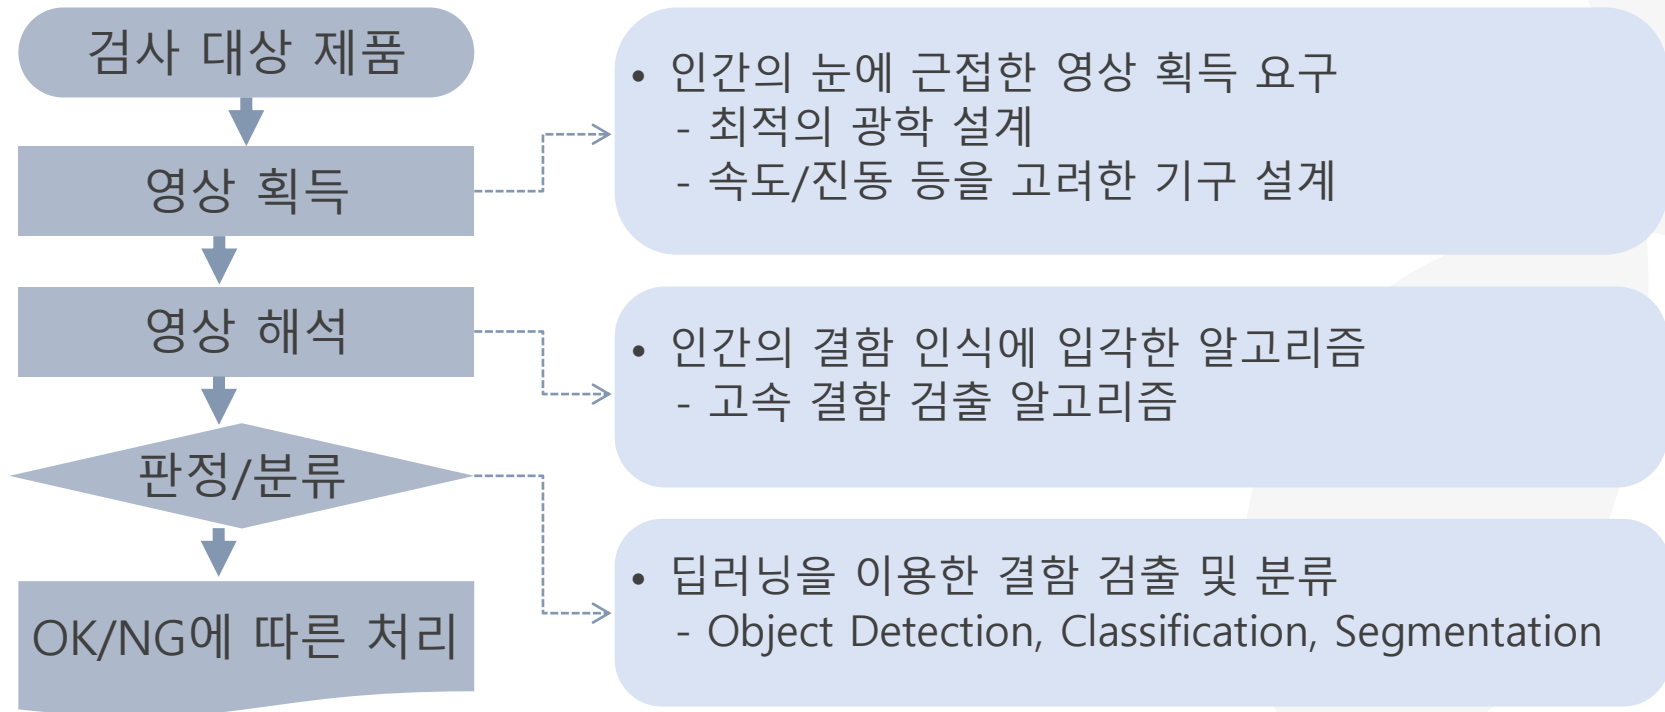 검사 대상 제품
영상 획득
영상 해석
판정/분류
OK/NG에 따른 처리
• 인간의 눈에 근접한 영상 획득 요구
- 최적의 광학 설계
- 속도/진동 등을 고려한 기구 설계
• 인간의 결함 인식에 입각한 알고리즘
- 고속 결함 검출 알고리즘
• 딥러닝을 이용한 결함 검출 및 분류
- Object Detection, Classification, Segmentation